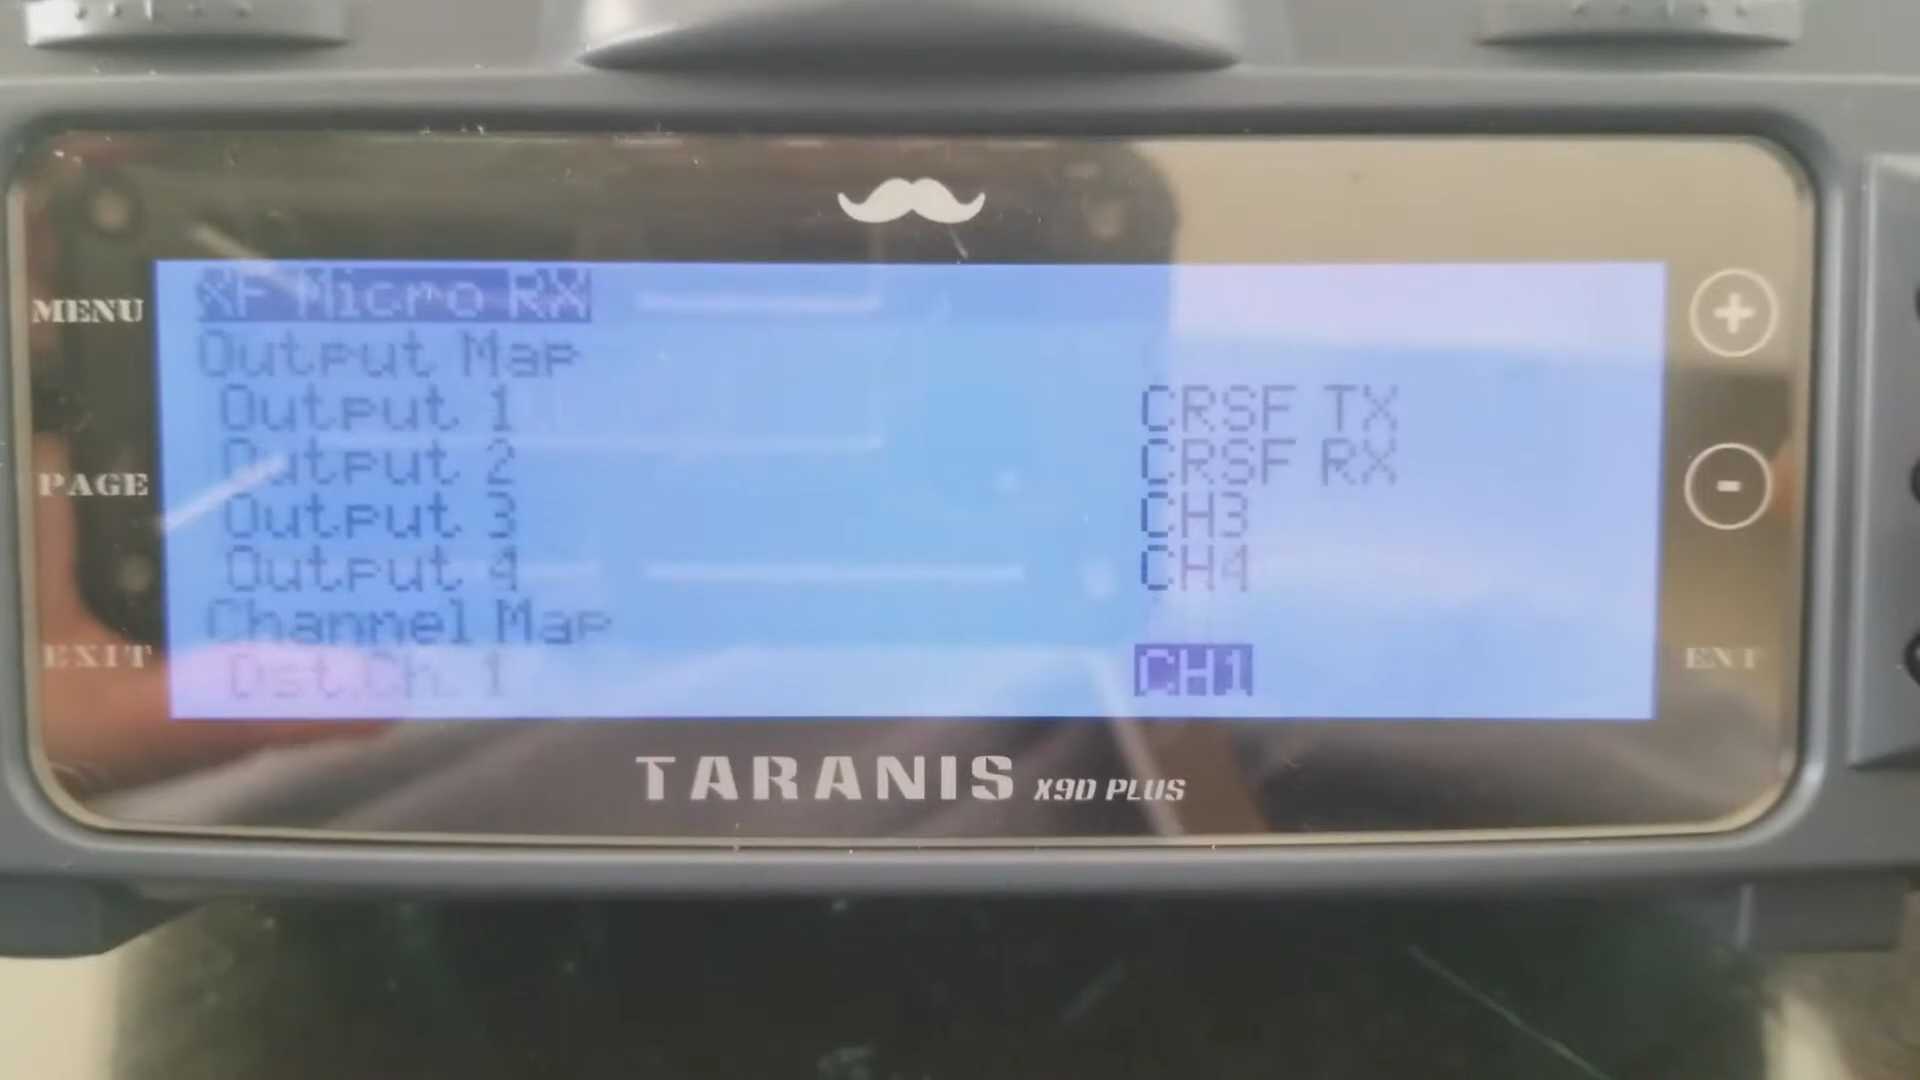 XF Micro RX
Output Map
Output 1 CRSF TX
Output 2 CRSF RX
Output 3 CH3
Output 4 CH4
Channel Map
Dst.Ch. 1 CH1
MENU
PAGE
EXIT
+
-
ENT
TARANIS X9D PLUS